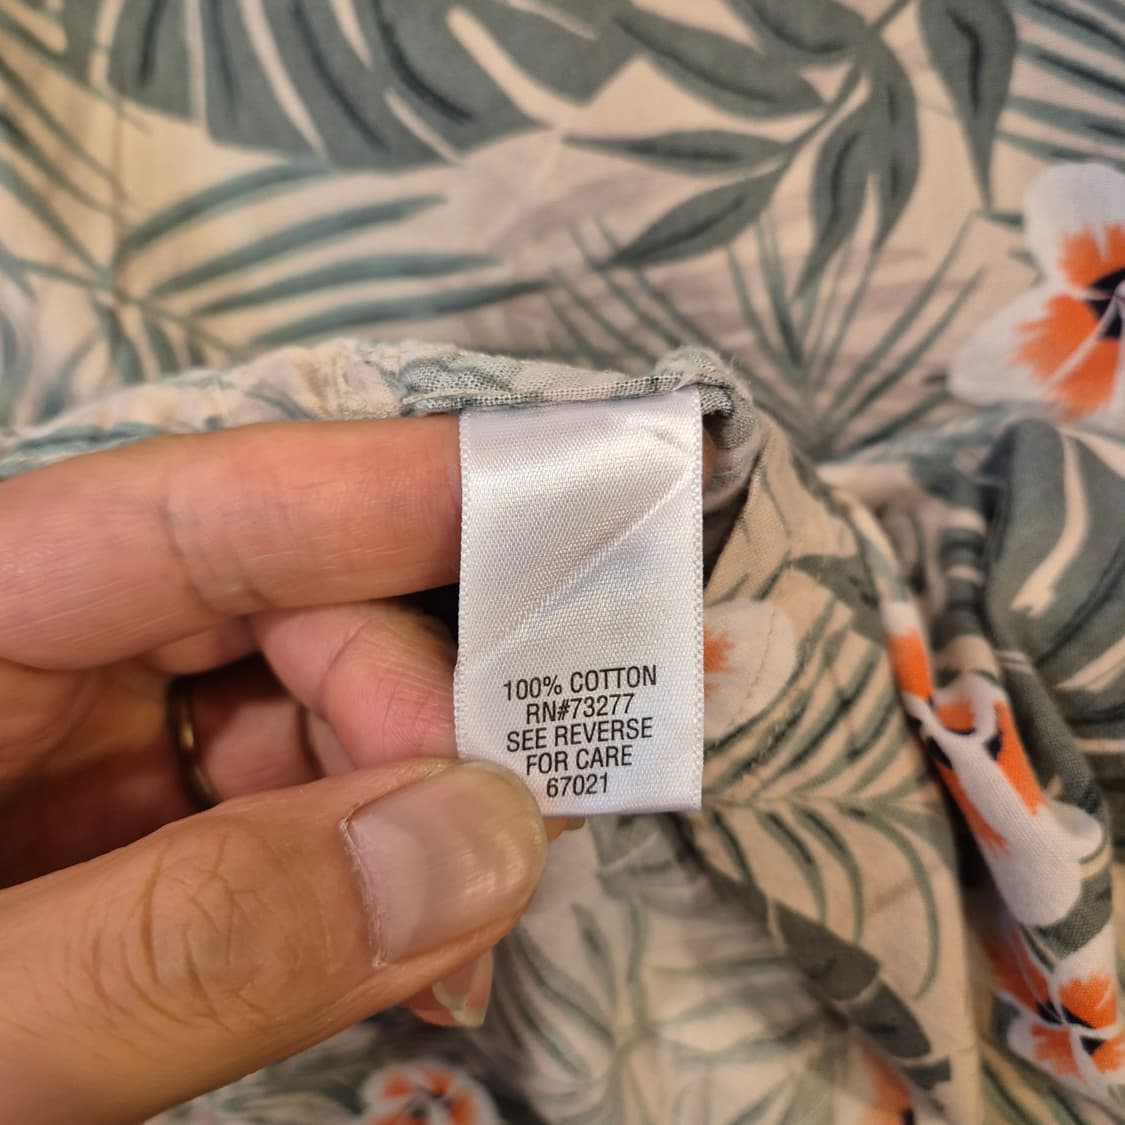 100% COTTON
RN#73277
SEE REVERSE
FOR CARE
67021